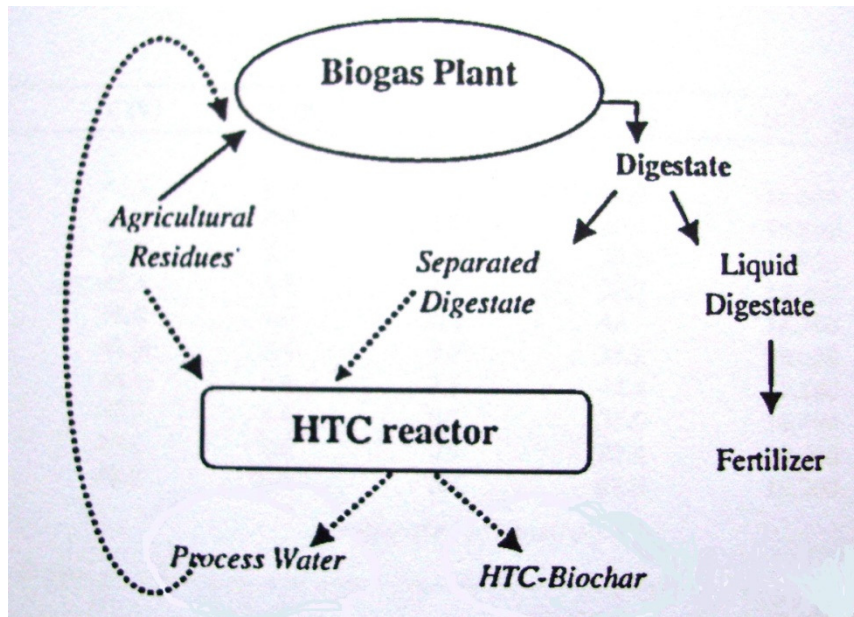 Biogas Plant
Digestate
Agricultural
Residues
Separated
Digestate
Liquid
Digestate
HTC reactor
Fertilizer
Process Water
HTC-Biochar